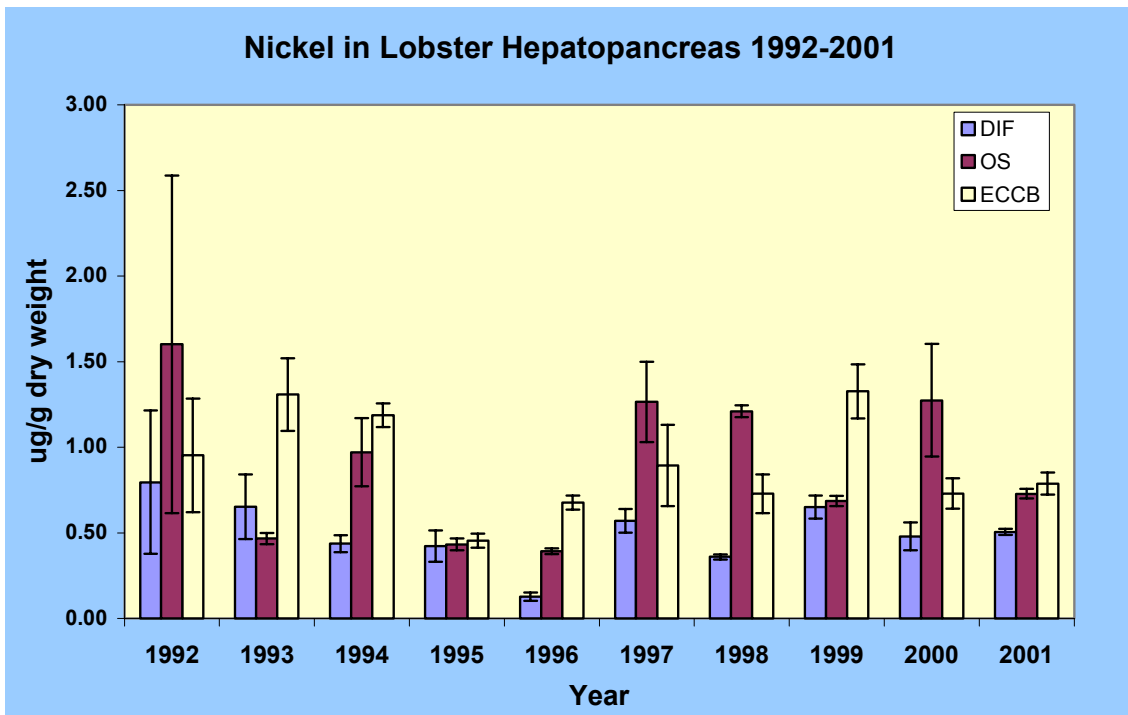 Nickel in Lobster Hepatopancreas 1992-2001
3.00
2.50
2.00
1.50
1.00
0.50
0.00
ug/g dry weight
DIF
OS
ECCB
1992 1993 1994 1995 1996 1997 1998 1999 2000 2001
Year